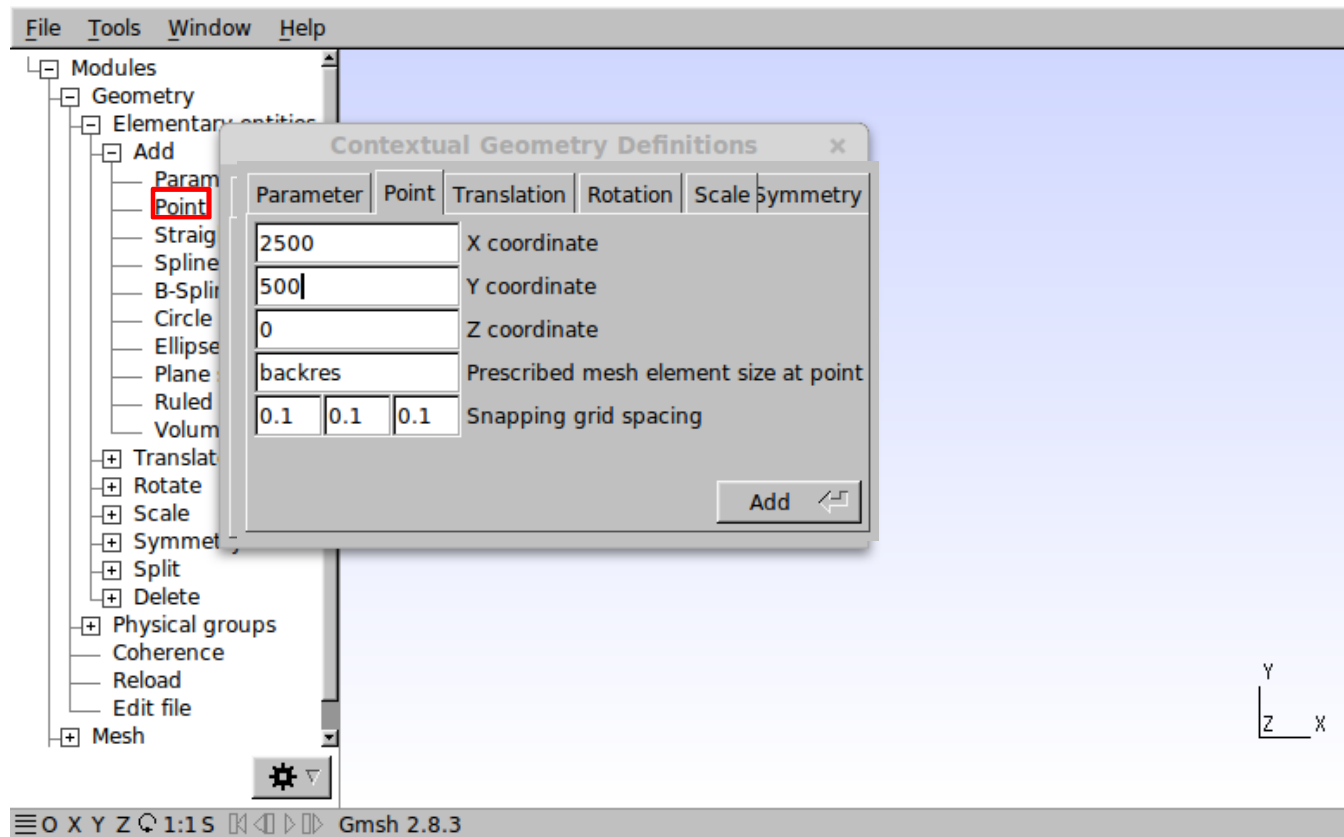 File Tools Window Help
Modules
Geometry
Elementary entities
Contextual Geometry Definitions ×
Add
Param
Point
Straig
Spline
B-Splin
Circle
Ellipse
Plane
Ruled
Volum
Parameter Point Translation Rotation Scale Symmetry
2500 X coordinate
500 Y coordinate
0 Z coordinate
backres Prescribed mesh element size at point
0.1 0.1 0.1 Snapping grid spacing
Add
Translat
Rotate
Scale
Symmetry
Split
Delete
Physical groups
Coherence
Reload
Edit file
Mesh
Y
Z X
O X Y Z 1:1 S Gmsh 2.8.3